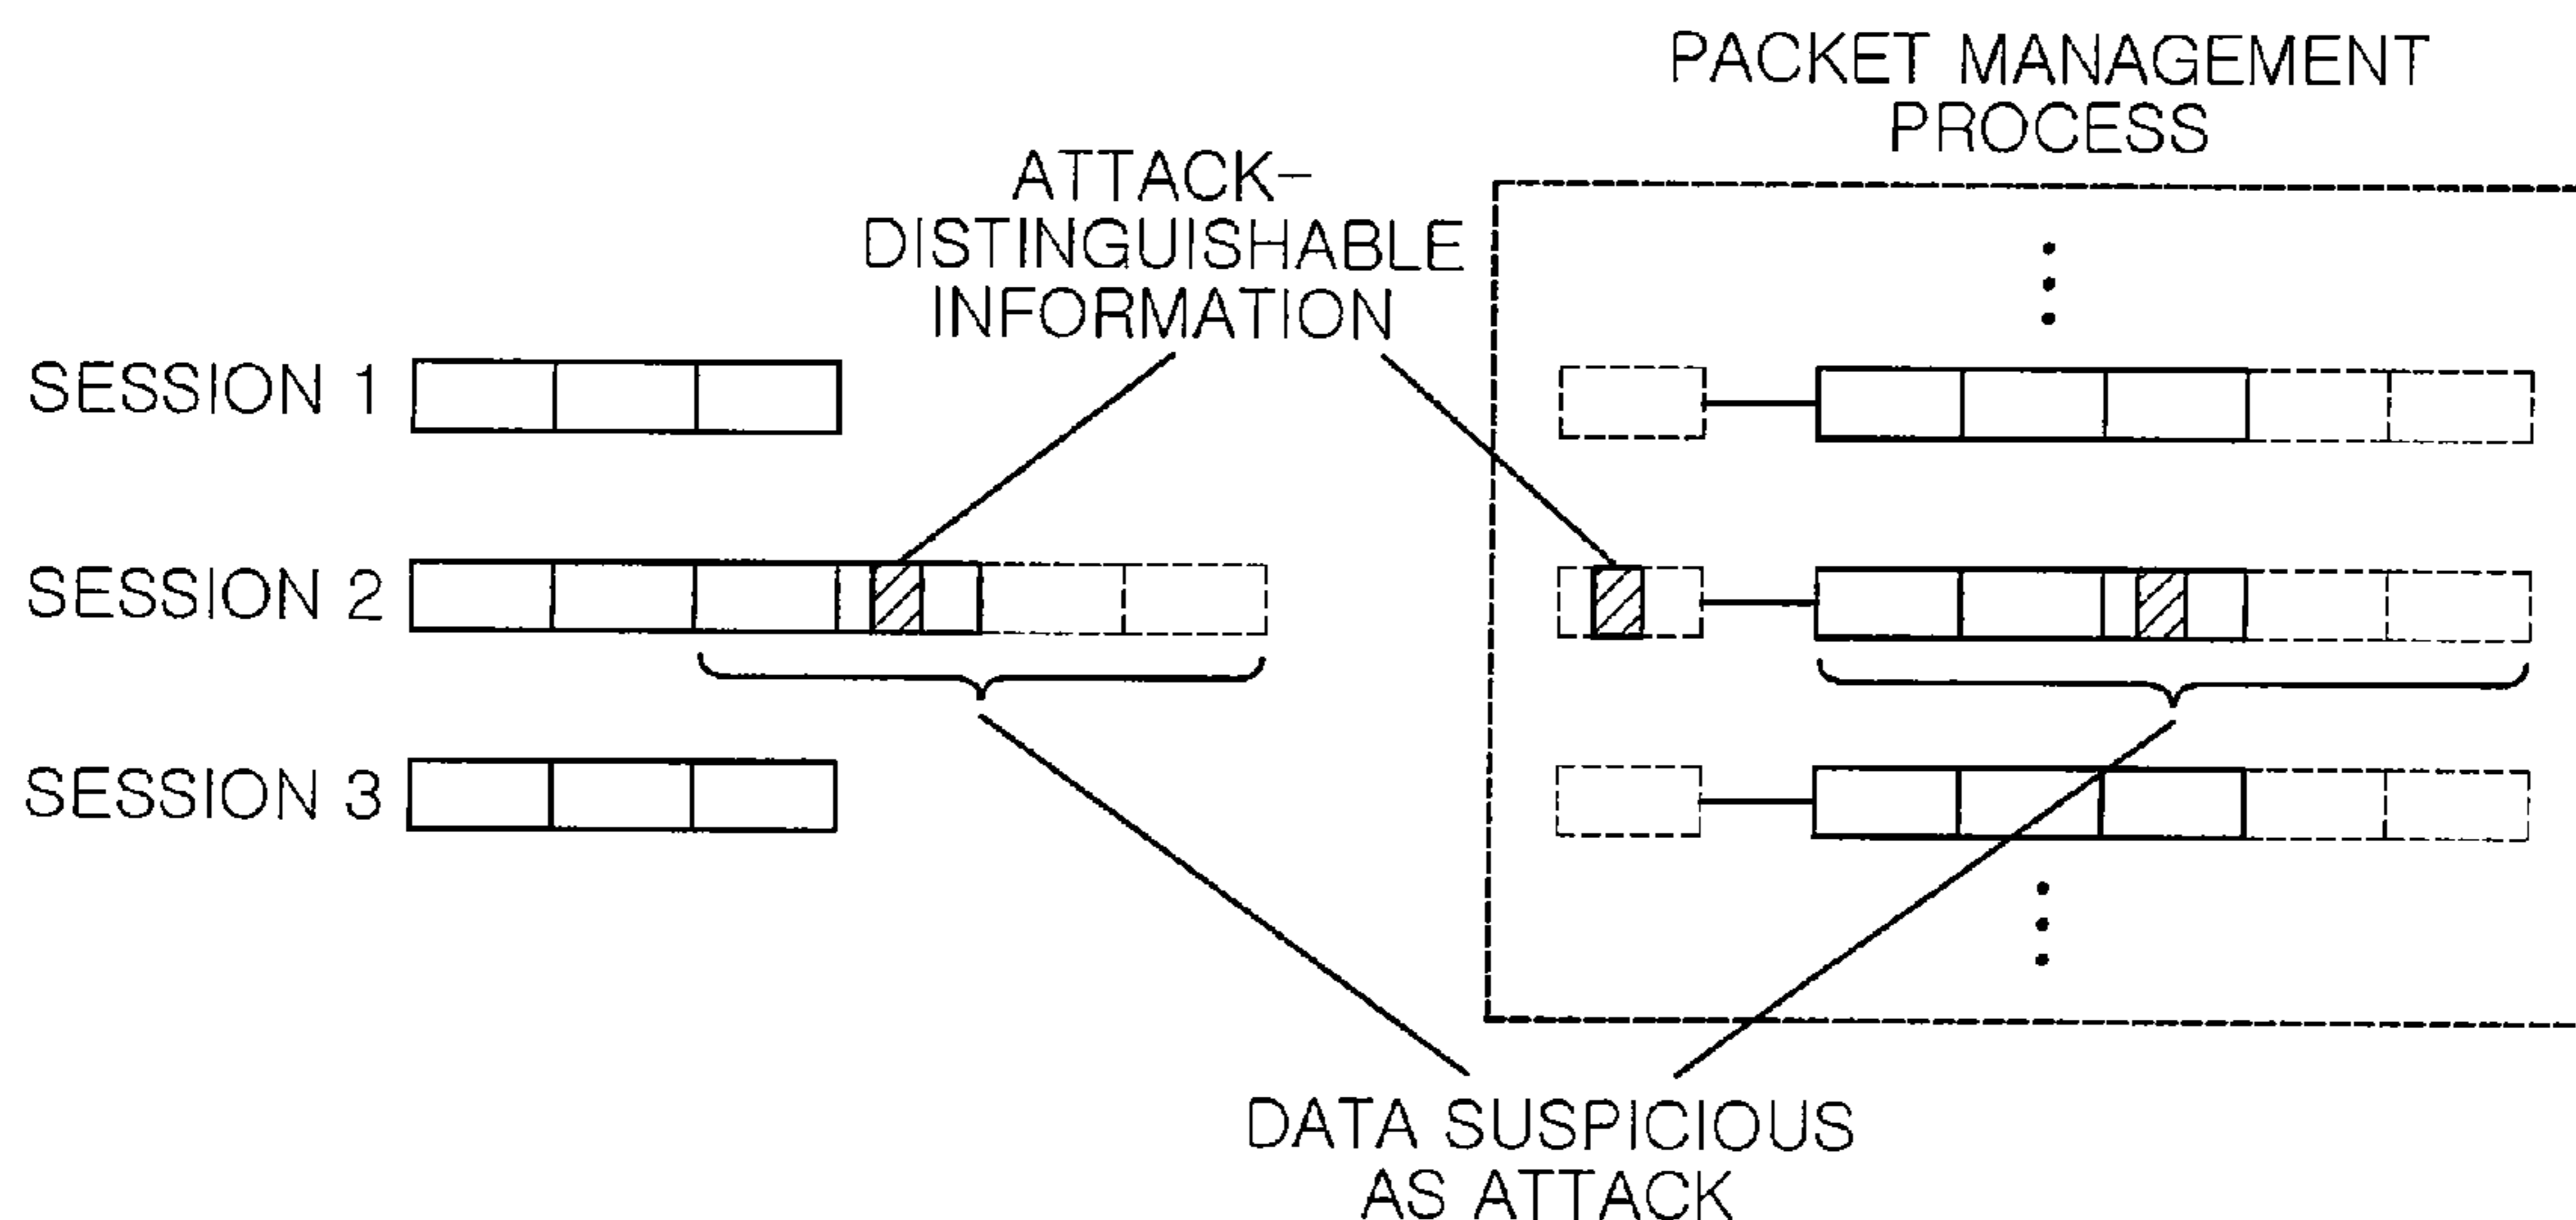 PACKET MANAGEMENT
PROCESS
ATTACK-
DISTINGUISHABLE
INFORMATION
SESSION 1
SESSION 2
SESSION 3
DATA SUSPICIOUS
AS ATTACK